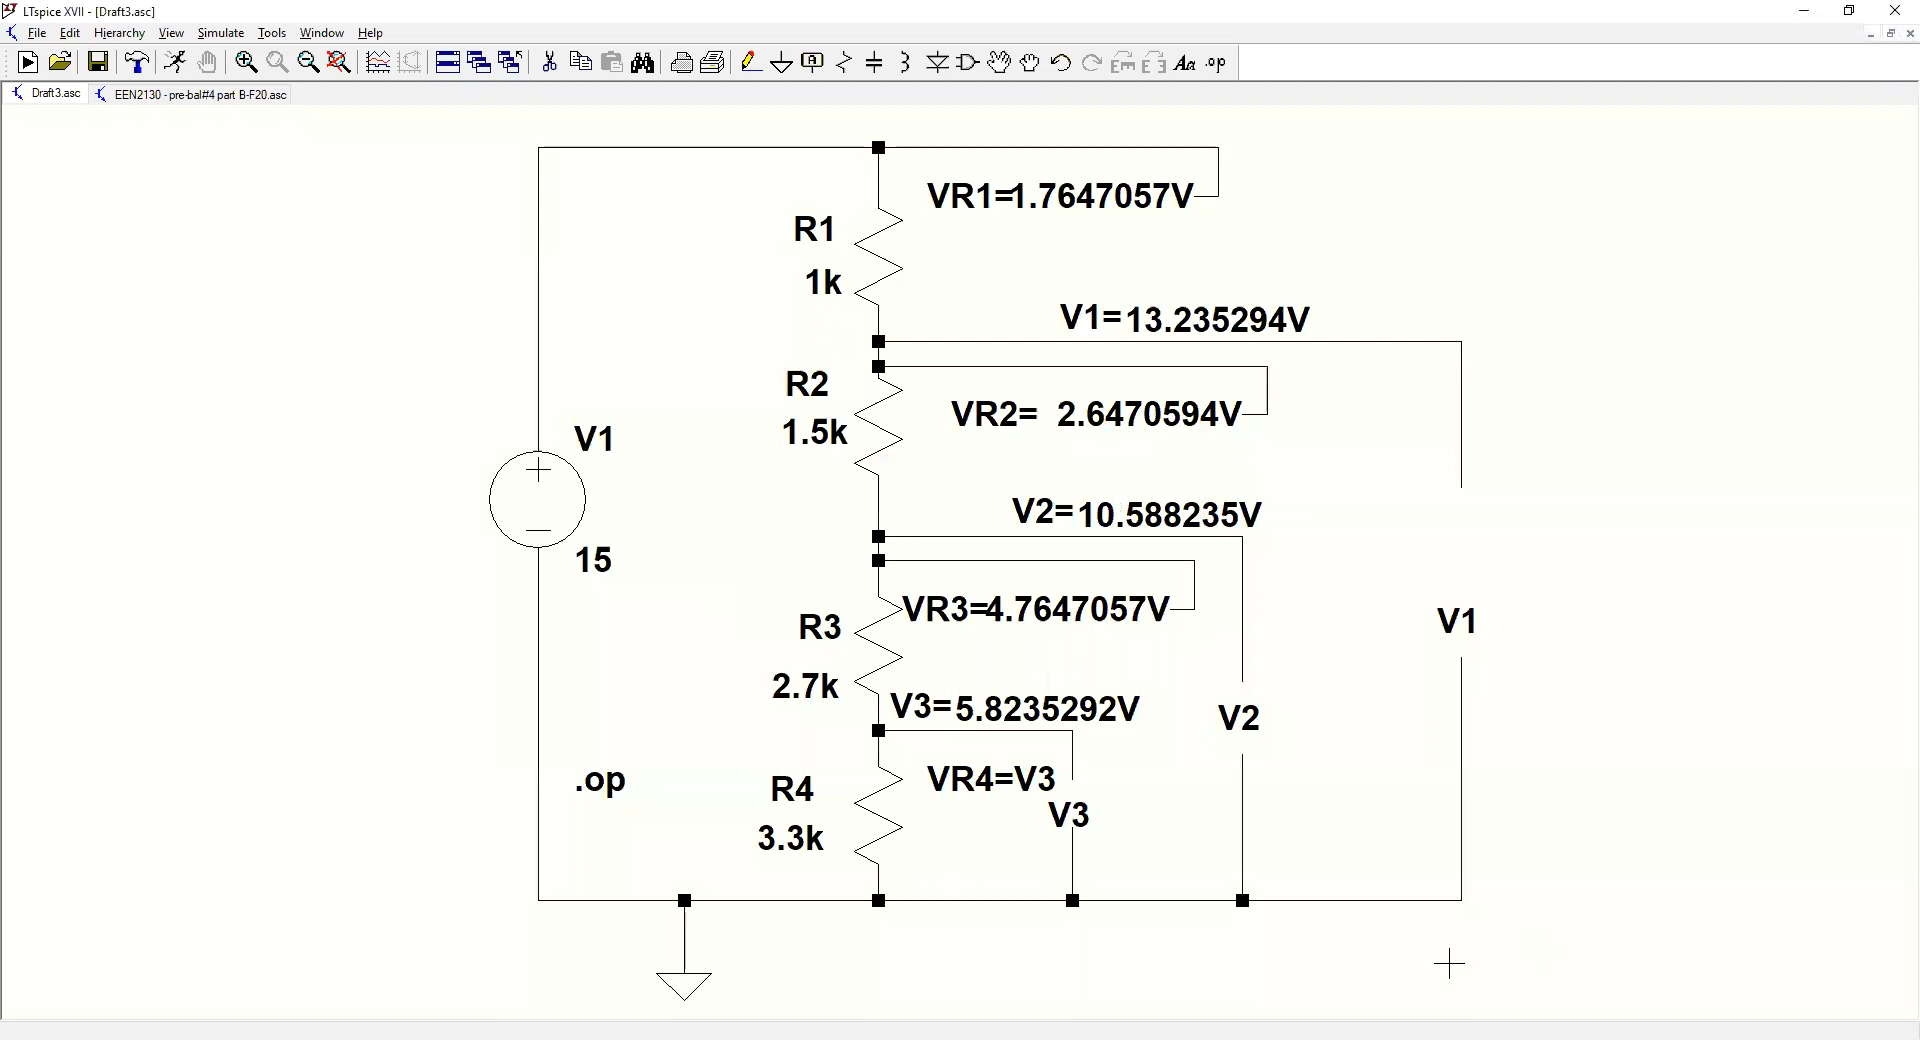 LTspice XVII - [Draft3.asc]
File Edit Hierarchy View Simulate Tools Window Help
A Aa .op
Draft3.asc EEN2130 - pre-bal#4 part B-F20.asc
VR1=1.7647057V
R1
1k
V1=13.235294V
R2
1.5k
VR2= 2.6470594V
V1
15
V2=10.588235V
VR3=4.7647057V
R3
2.7k
V1
V3=5.8235292V
V2
.op
R4
3.3k
VR4=V3
V3